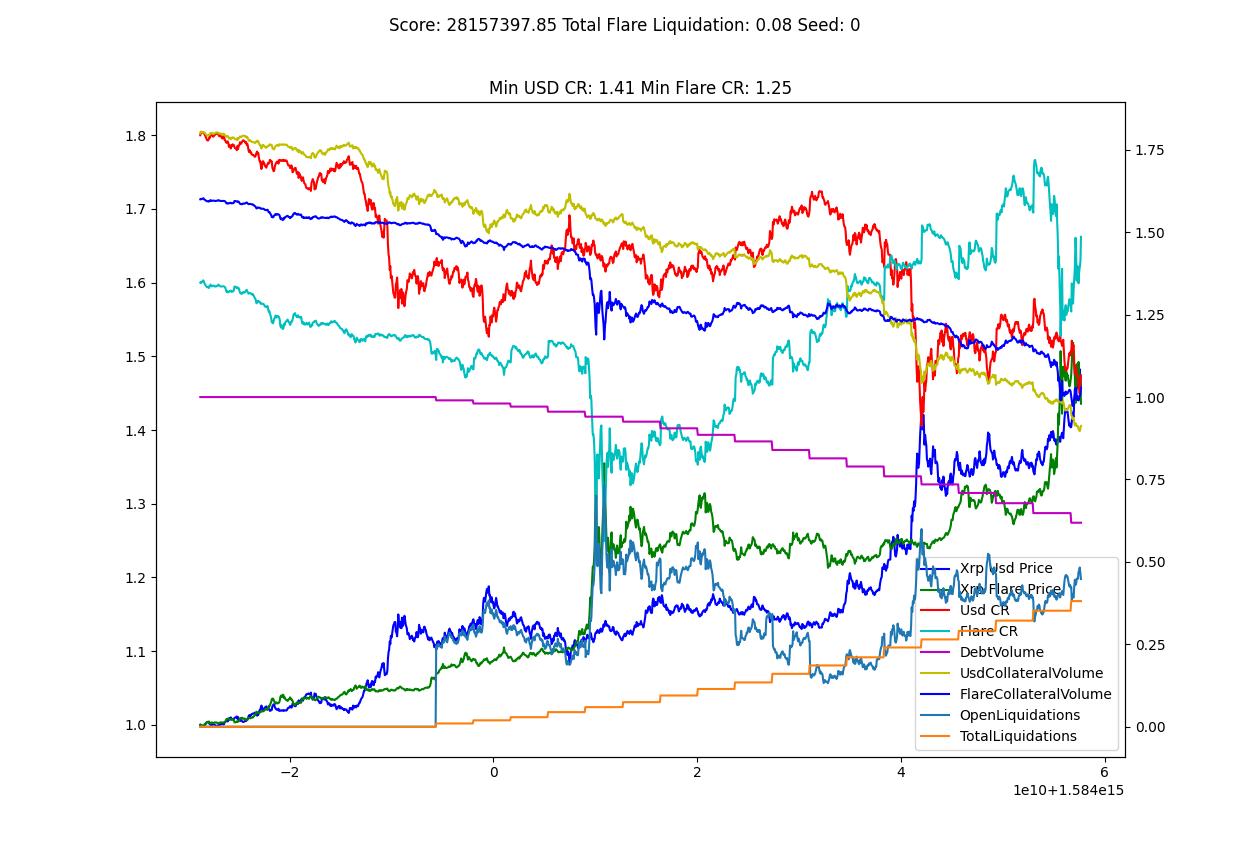 Score: 28157397.85 Total Flare Liquidation: 0.08 Seed: 0
Min USD CR: 1.41 Min Flare CR: 1.25
1.8
1.7
1.6
1.5
1.4
1.3
1.2
1.1
1.0
1.75
1.50
1.25
1.00
0.75
0.50
0.25
0.00
Xrp Usd Price
Xrp Flare Price
Usd CR
Flare CR
DebtVolume
UsdCollateralVolume
FlareCollateralVolume
OpenLiquidations
TotalLiquidations
−2 0 2 4 6
1e10+1.584e15